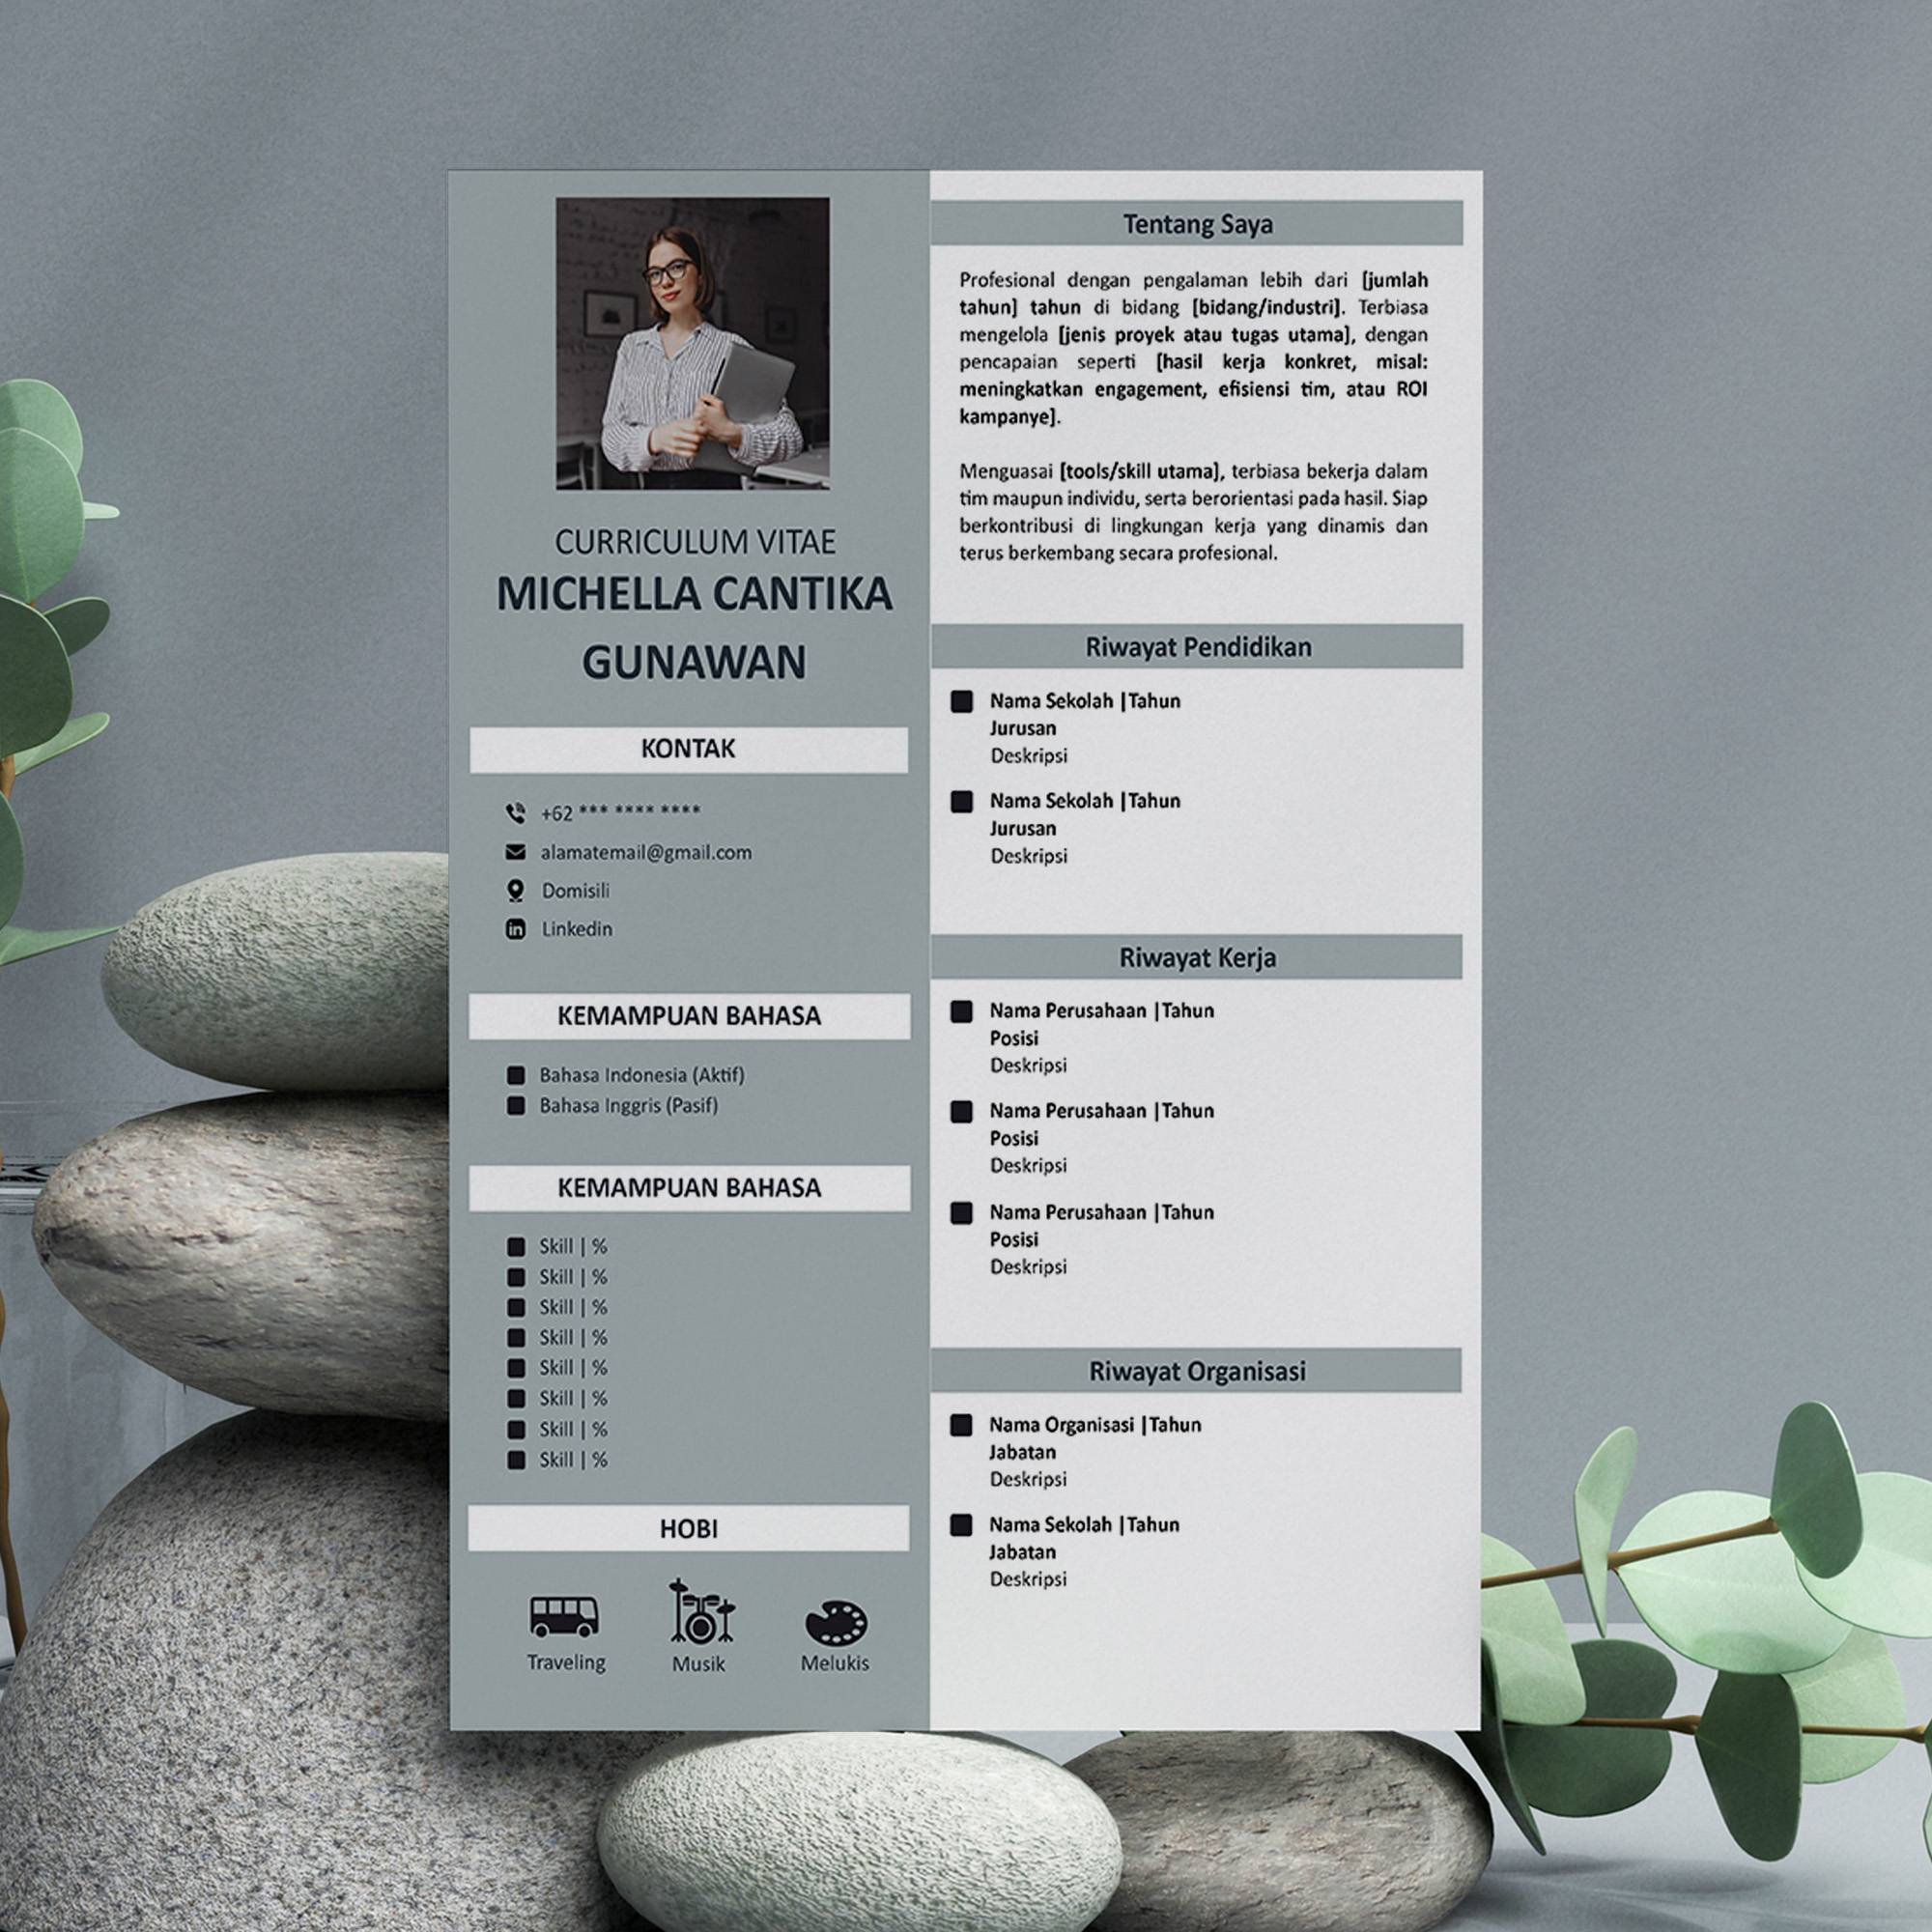 CURRICULUM VITAE
MICHELLA CANTIKA
GUNAWAN
KONTAK
+62 *** **** ****
alamatemail@gmail.com
Domisili
in Linkedin
KEMAMPUAN BAHASA
Bahasa Indonesia (Aktif)
Bahasa Inggris (Pasif)
KEMAMPUAN BAHASA
Skill | %
Skill | %
Skill | %
Skill | %
Skill | %
Skill | %
Skill | %
Skill | %
HOBI
Traveling
Musik
Melukis
Tentang Saya
Profesional dengan pengalaman lebih dari [jumlah
tahun] tahun di bidang [bidang/industri]. Terbiasa
mengelola [jenis proyek atau tugas utama], dengan
pencapaian seperti [hasil kerja konkret, misal:
meningkatkan engagement, efisiensi tim, atau ROI
kampanye].
Menguasai [tools/skill utama], terbiasa bekerja dalam
tim maupun individu, serta berorientasi pada hasil. Siap
berkontribusi di lingkungan kerja yang dinamis dan
terus berkembang secara profesional.
Riwayat Pendidikan
Nama Sekolah |Tahun
Jurusan
Deskripsi
Nama Sekolah |Tahun
Jurusan
Deskripsi
Riwayat Kerja
Nama Perusahaan |Tahun
Posisi
Deskripsi
Nama Perusahaan |Tahun
Posisi
Deskripsi
Nama Perusahaan |Tahun
Posisi
Deskripsi
Riwayat Organisasi
Nama Organisasi |Tahun
Jabatan
Deskripsi
Nama Sekolah |Tahun
Jabatan
Deskripsi